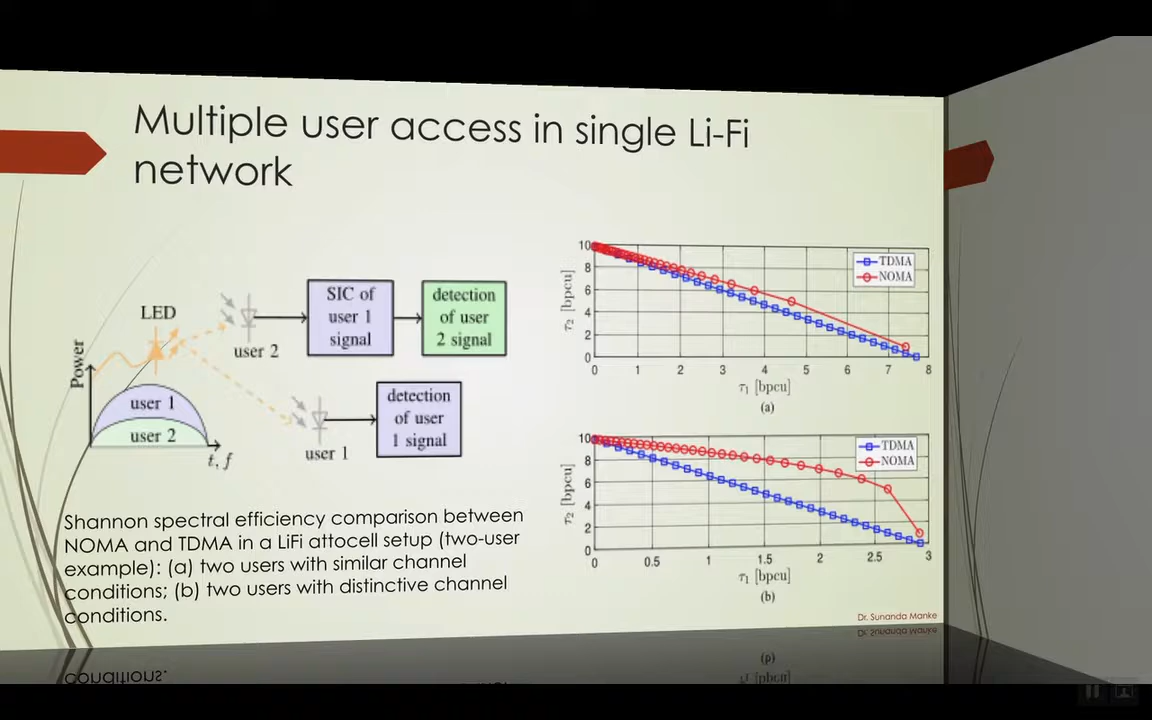 Multiple user access in single Li-Fi
network
LED
Power
user 1
user 2
t, f
user 2
SIC of
user 1
signal
detection
of user
2 signal
user 1
detection
of user
1 signal
Shannon spectral efficiency comparison between
NOMA and TDMA in a LiFi attocell setup (two-user
example): (a) two users with similar channel
conditions; (b) two users with distinctive channel
conditions.
10
8
6
4
2
0
τ2 [bpcu]
TDMA
NOMA
0 1 2 3 4 5 6 7 8
τ1 [bpcu]
(a)
10
8
6
4
2
0
τ2 [bpcu]
TDMA
NOMA
0 0.5 1 1.5 2 2.5 3
τ1 [bpcu]
(b)
Dr. Sunanda Manke